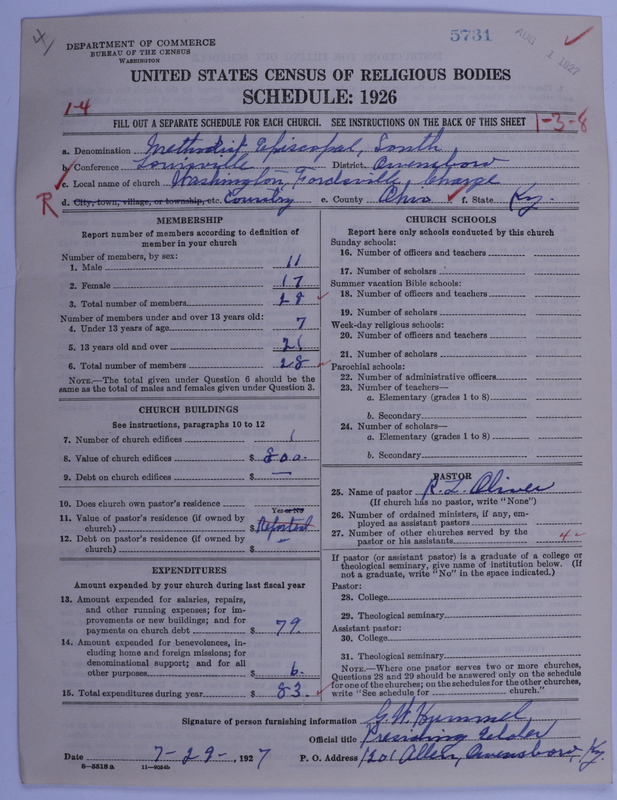 4
5731
AUG 1 1927
DEPARTMENT OF COMMERCE
BUREAU OF THE CENSUS
WASHINGTON
UNITED STATES CENSUS OF RELIGIOUS BODIES
SCHEDULE: 1926
1-4
FILL OUT A SEPARATE SCHEDULE FOR EACH CHURCH. SEE INSTRUCTIONS ON THE BACK OF THIS SHEET
1-3-8
a. Denomination Methodist Episcopal, South
b. Conference Louisville District Owensboro
c. Local name of church Washington, Fordsville, Charge
R
d. City, town, village, or township, etc. Country e. County Ohio f. State Ky.
MEMBERSHIP
Report number of members according to definition of
member in your church
Number of members, by sex:
1. Male 11
2. Female 17
3. Total number of members 28
Number of members under and over 13 years old:
4. Under 13 years of age 7
5. 13 years old and over 21
6. Total number of members 28
NOTE.—The total given under Question 6 should be the
same as the total of males and females given under Question 3.
CHURCH BUILDINGS
See instructions, paragraphs 10 to 12
7. Number of church edifices 1
8. Value of church edifices $ 800.
9. Debt on church edifices $ —
10. Does church own pastor's residence
Yes or No
11. Value of pastor's residence (if owned by
church) $ Reported
12. Debt on pastor's residence (if owned by
church) $ —
EXPENDITURES
Amount expended by your church during last fiscal year
13. Amount expended for salaries, repairs,
and other running expenses; for im-
provements or new buildings; and for
payments on church debt $ 79.
14. Amount expended for benevolences, in-
cluding home and foreign missions; for
denominational support; and for all
other purposes $ 6.
15. Total expenditures during year $ 83.
CHURCH SCHOOLS
Report here only schools conducted by this church
Sunday schools:
16. Number of officers and teachers
17. Number of scholars
Summer vacation Bible schools:
18. Number of officers and teachers
19. Number of scholars
Week-day religious schools:
20. Number of officers and teachers
21. Number of scholars
Parochial schools:
22. Number of administrative officers
23. Number of teachers—
a. Elementary (grades 1 to 8)
b. Secondary
24. Number of scholars—
a. Elementary (grades 1 to 8)
b. Secondary
PASTOR
25. Name of pastor R. L. Oliver
(If church has no pastor, write "None")
26. Number of ordained ministers, if any, em-
ployed as assistant pastors
27. Number of other churches served by the
pastor or his assistants 4
If pastor (or assistant pastor) is a graduate of a college or
theological seminary, give name of institution below. (If
not a graduate, write "No" in the space indicated.)
Pastor:
28. College
29. Theological seminary
Assistant pastor:
30. College
31. Theological seminary
NOTE.—Where one pastor serves two or more churches,
Questions 28 and 29 should be answered only on the schedule
for one of the churches; on the schedules for the other churches,
write "See schedule for church."
Signature of person furnishing information G. W. Hummel,
Official title Presiding Elder
Date 7-29-, 1927 P. O. Address 1201 Allen, Owensboro, Ky.
8-5518a 11-9054b